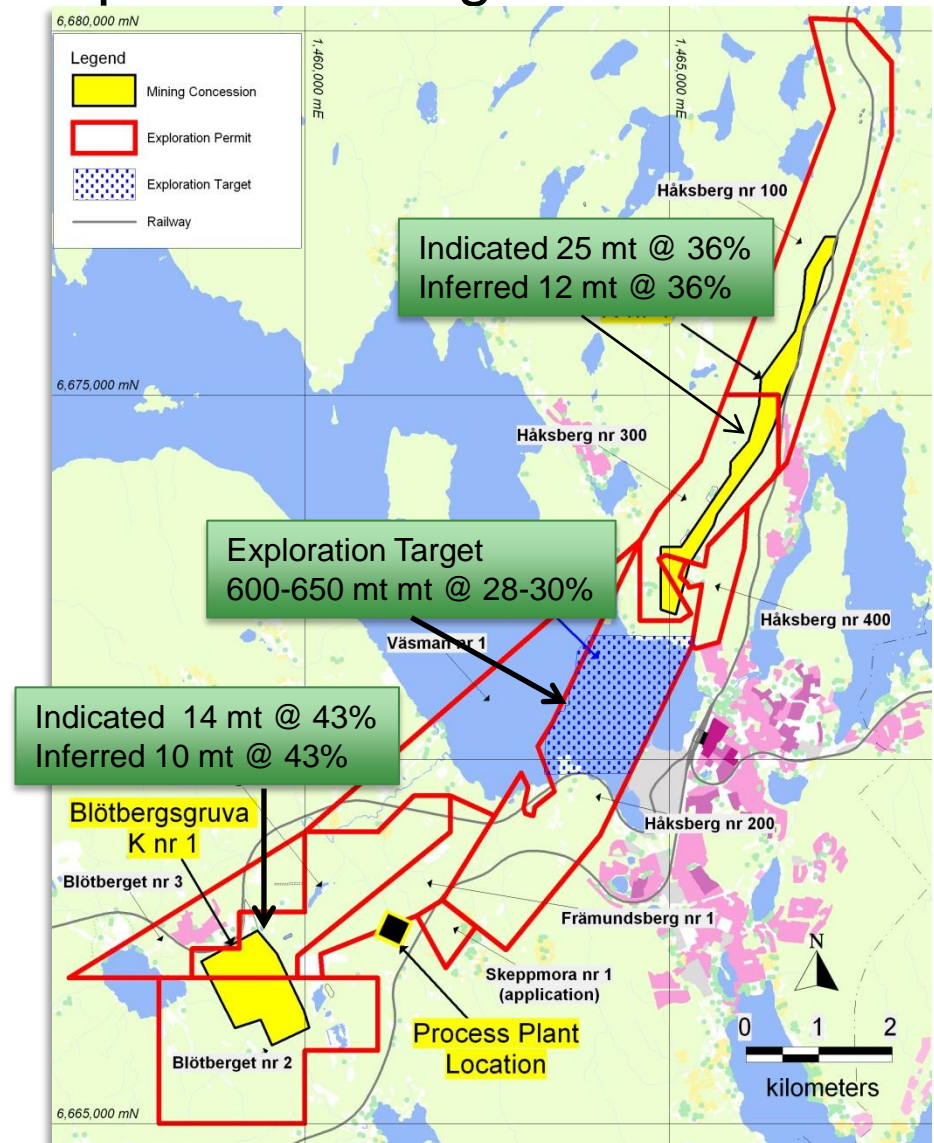 6,680,000 mN
1,460,000 mE
1,465,000 mE
Legend
Mining Concession
Exploration Permit
Exploration Target
Railway
Håksberg nr 100
Indicated 25 mt @ 36%
Inferred 12 mt @ 36%
6,675,000 mN
Håksberg nr 300
Exploration Target
600-650 mt mt @ 28-30%
Håksberg nr 400
Väsman nr 1
Indicated 14 mt @ 43%
Inferred 10 mt @ 43%
Blötbergsgruva
K nr 1
Håksberg nr 200
Blötberget nr 3
Främundsberg nr 1
Skeppmora nr 1
(application)
N
Process Plant
Location
0 1 2
kilometers
Blötberget nr 2
6,665,000 mN